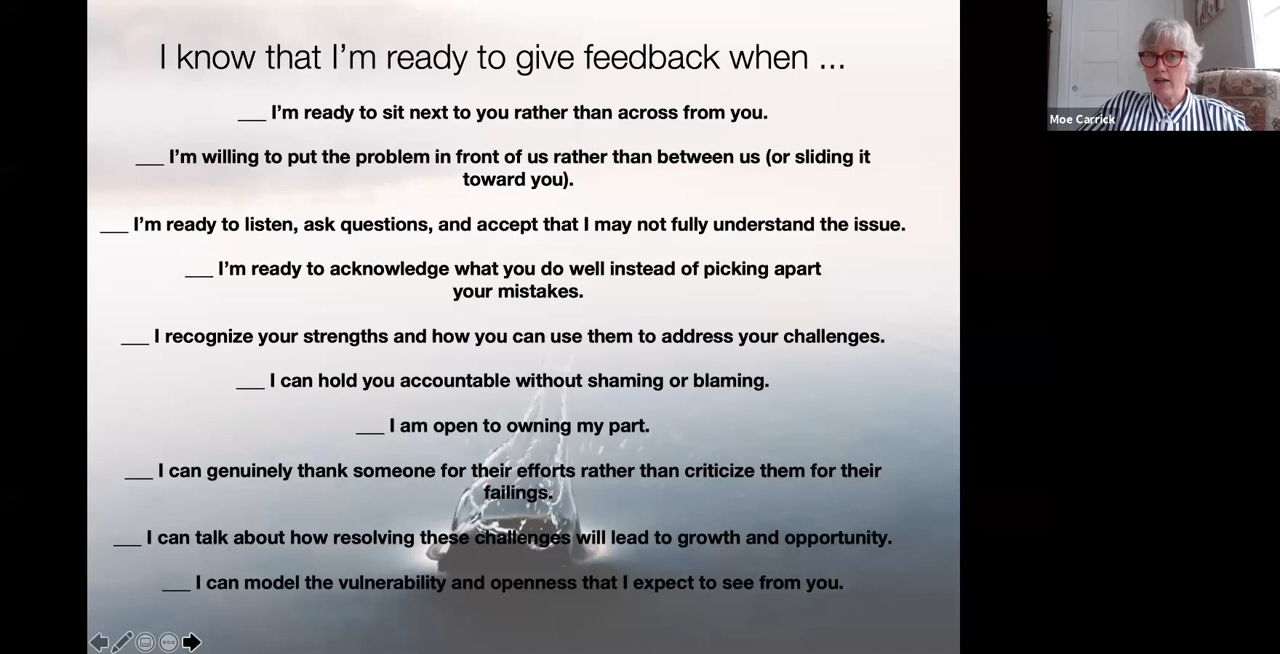 I know that I’m ready to give feedback when ...
___ I’m ready to sit next to you rather than across from you.
___ I’m willing to put the problem in front of us rather than between us (or sliding it
toward you).
___ I’m ready to listen, ask questions, and accept that I may not fully understand the issue.
___ I’m ready to acknowledge what you do well instead of picking apart
your mistakes.
___ I recognize your strengths and how you can use them to address your challenges.
___ I can hold you accountable without shaming or blaming.
___ I am open to owning my part.
___ I can genuinely thank someone for their efforts rather than criticize them for their
failings.
___ I can talk about how resolving these challenges will lead to growth and opportunity.
___ I can model the vulnerability and openness that I expect to see from you.
Moe Carrick